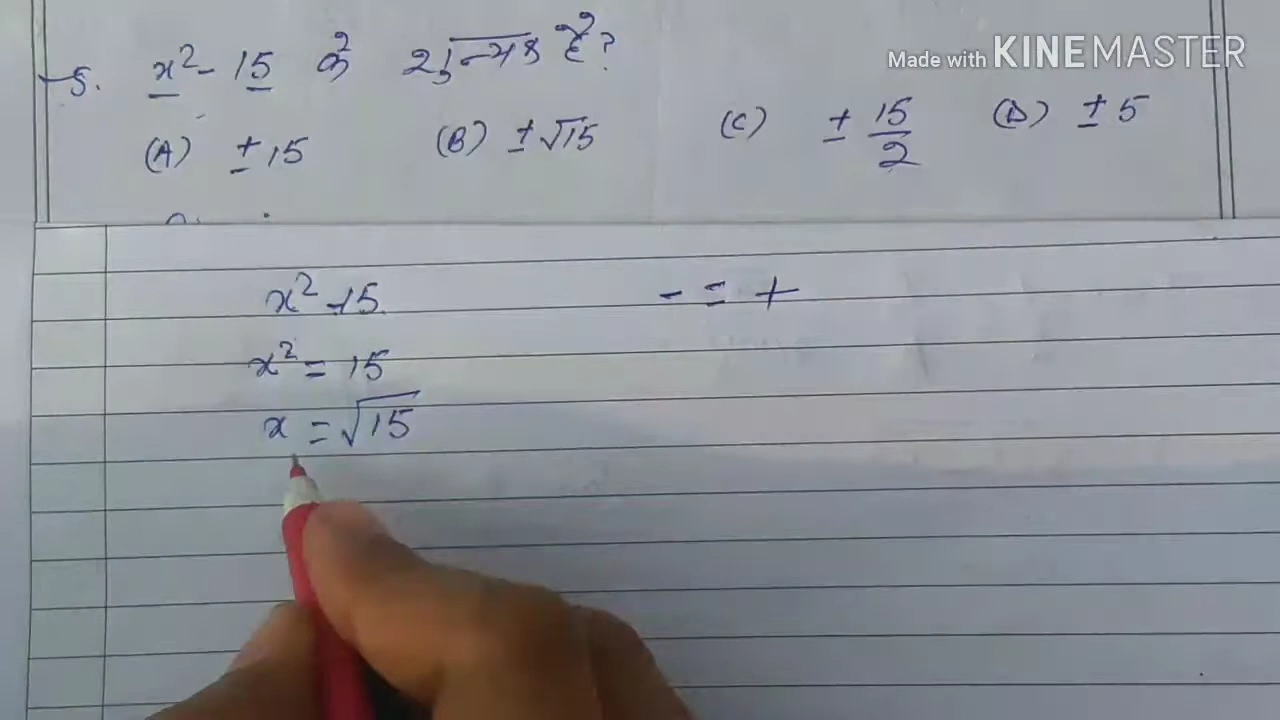 Made with KINEMASTER
5. x² - 15 के शून्यक है?
(A) ± 15 (B) ± √15 (C) ± 15/2 (D) ± 5
x² - 15 - = +
x² = 15
x = √15